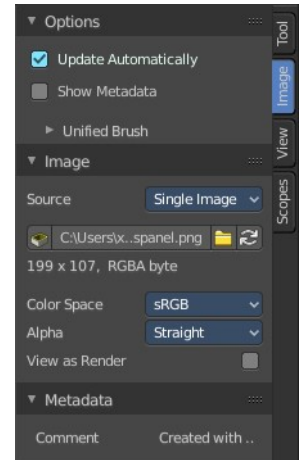 Options
Update Automatically
Show Metadata
Unified Brush
Image
Source Single Image
C:\Users\x..spanel.png
199 x 107, RGBA byte
Color Space sRGB
Alpha Straight
View as Render
Metadata
Comment Created with ..
Tool
Image
View
Scopes